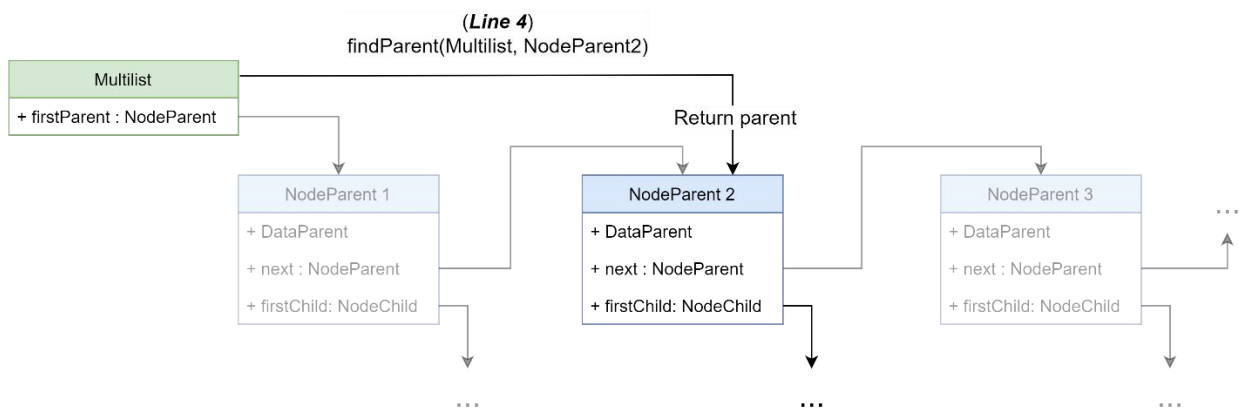 (Line 4)
findParent(Multilist, NodeParent2)
Multilist
+ firstParent : NodeParent
Return parent
NodeParent 1
+ DataParent
+ next : NodeParent
+ firstChild: NodeChild
...
NodeParent 2
+ DataParent
+ next : NodeParent
+ firstChild: NodeChild
...
NodeParent 3
+ DataParent
+ next : NodeParent
+ firstChild: NodeChild
...
...